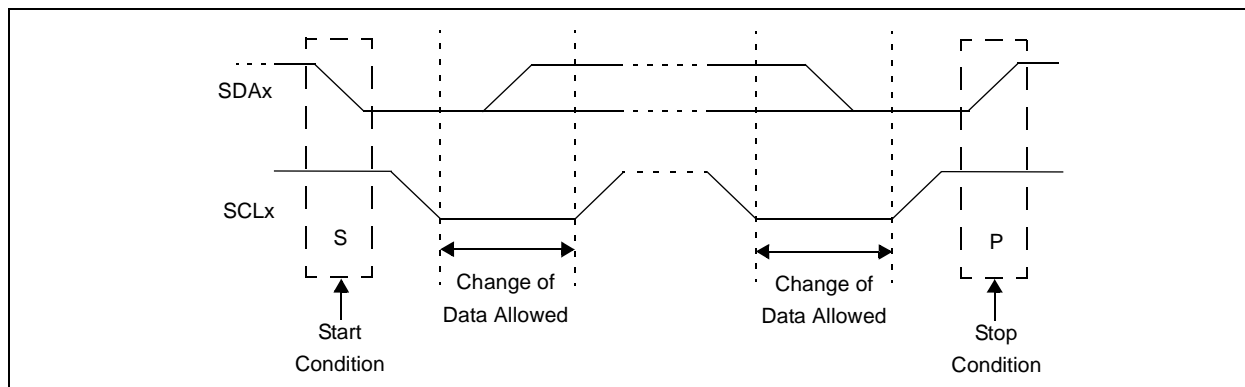 SDAx
SCLx
S
P
Change of
Data Allowed
Change of
Data Allowed
Start
Condition
Stop
Condition